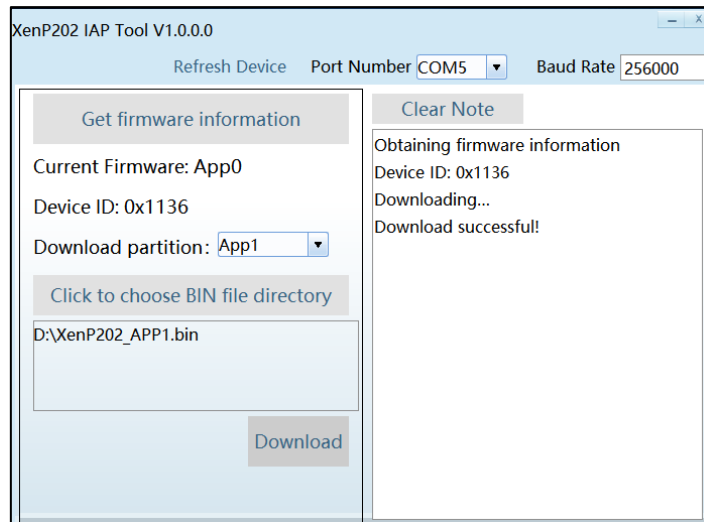 XenP202 IAP Tool V1.0.0.0
Refresh Device Port Number COM5 Baud Rate 256000
Get firmware information
Current Firmware: App0
Device ID: 0x1136
Download partition: App1
Click to choose BIN file directory
D:\XenP202_APP1.bin
Download
Clear Note
Obtaining firmware information
Device ID: 0x1136
Downloading...
Download successful!